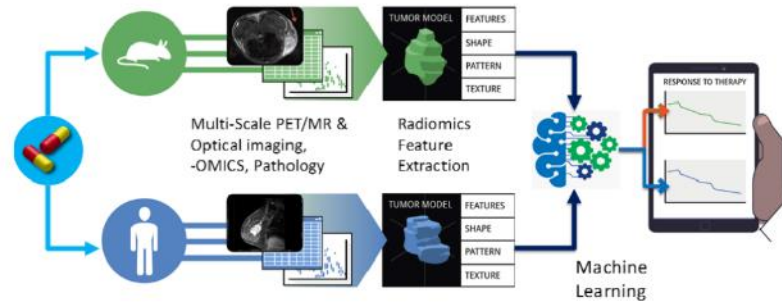 TUMOR MODEL
FEATURES
SHAPE
PATTERN
TEXTURE
RESPONSE TO THERAPY
Multi-Scale PET/MR &
Optical imaging,
-OMICS, Pathology
Radiomics
Feature
Extraction
TUMOR MODEL
FEATURES
SHAPE
PATTERN
TEXTURE
Machine
Learning